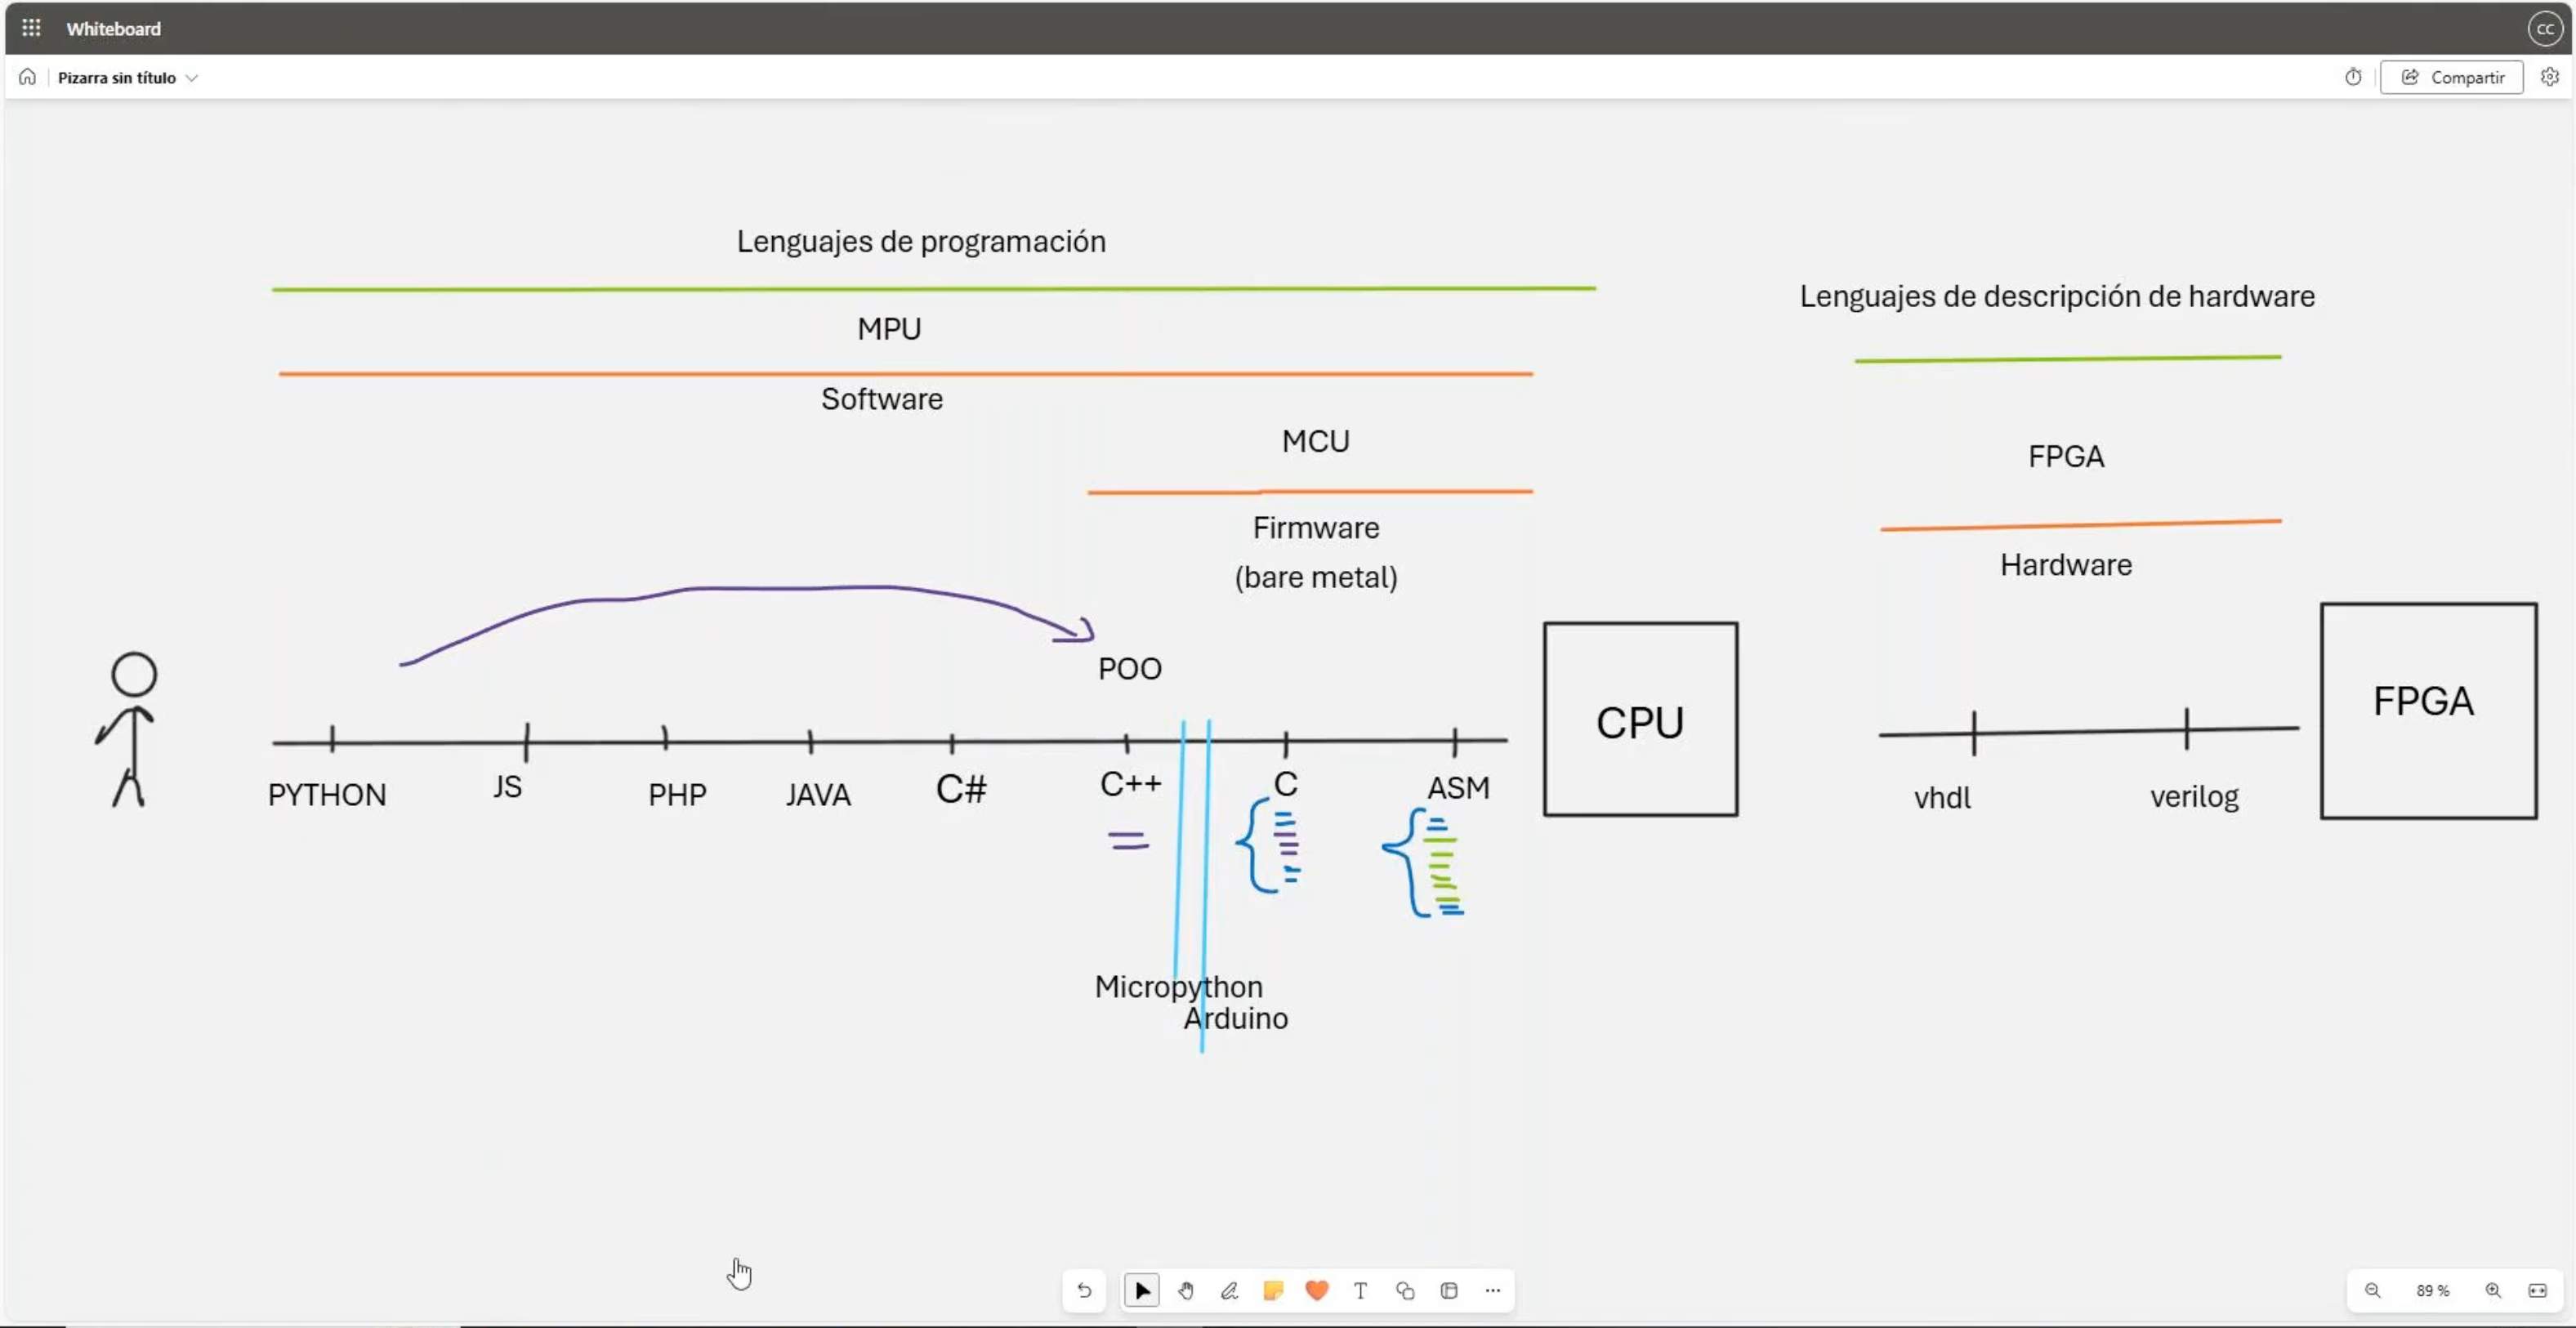 Whiteboard
CC
Pizarra sin título
Compartir
Lenguajes de programación
MPU
Software
MCU
Firmware
(bare metal)
POO
PYTHON
JS
PHP
JAVA
C#
C++
C
ASM
Micropython
Arduino
CPU
Lenguajes de descripción de hardware
FPGA
Hardware
vhdl
verilog
FPGA
89 %